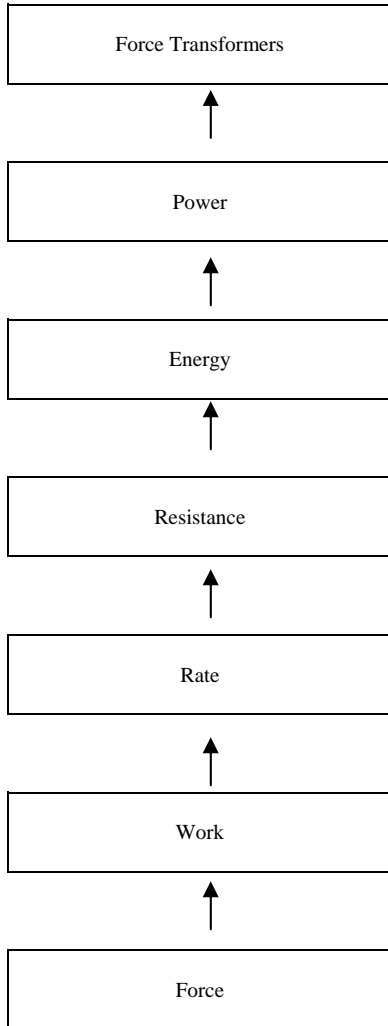 Force Transformers
Power
Energy
Resistance
Rate
Work
Force